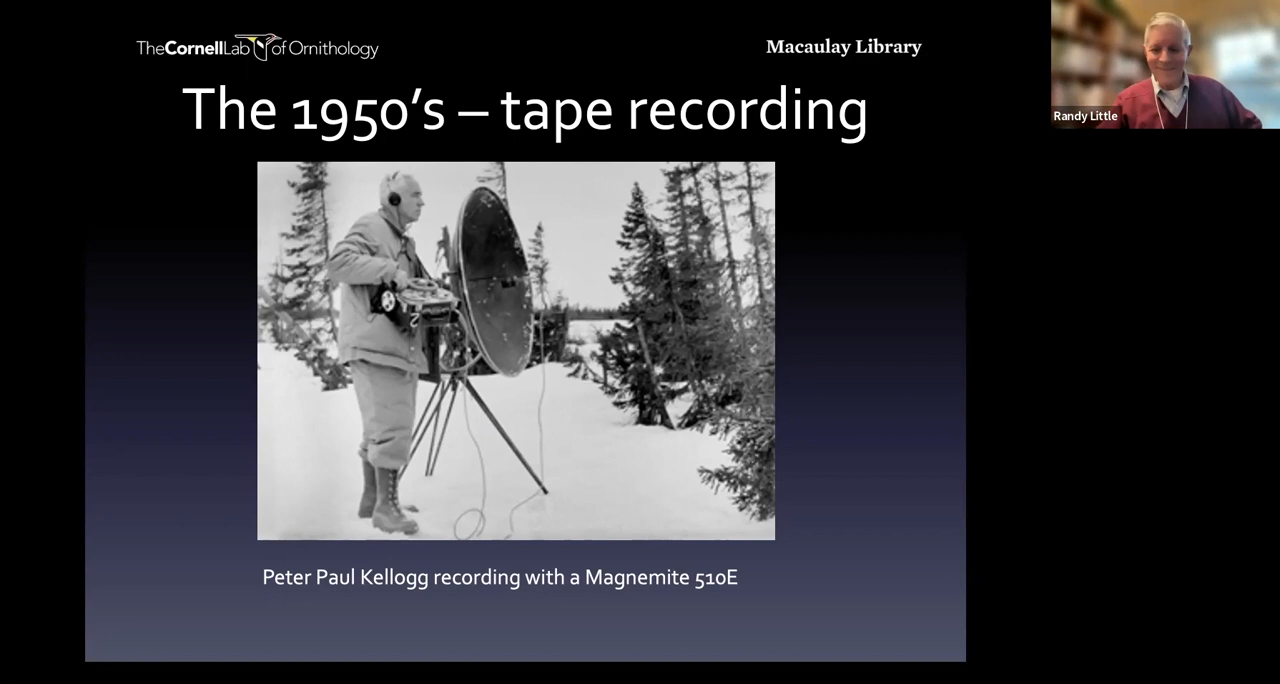 TheCornellLab of Ornithology
Macaulay Library
The 1950's – tape recording
Randy Little
Peter Paul Kellogg recording with a Magnemite 510E